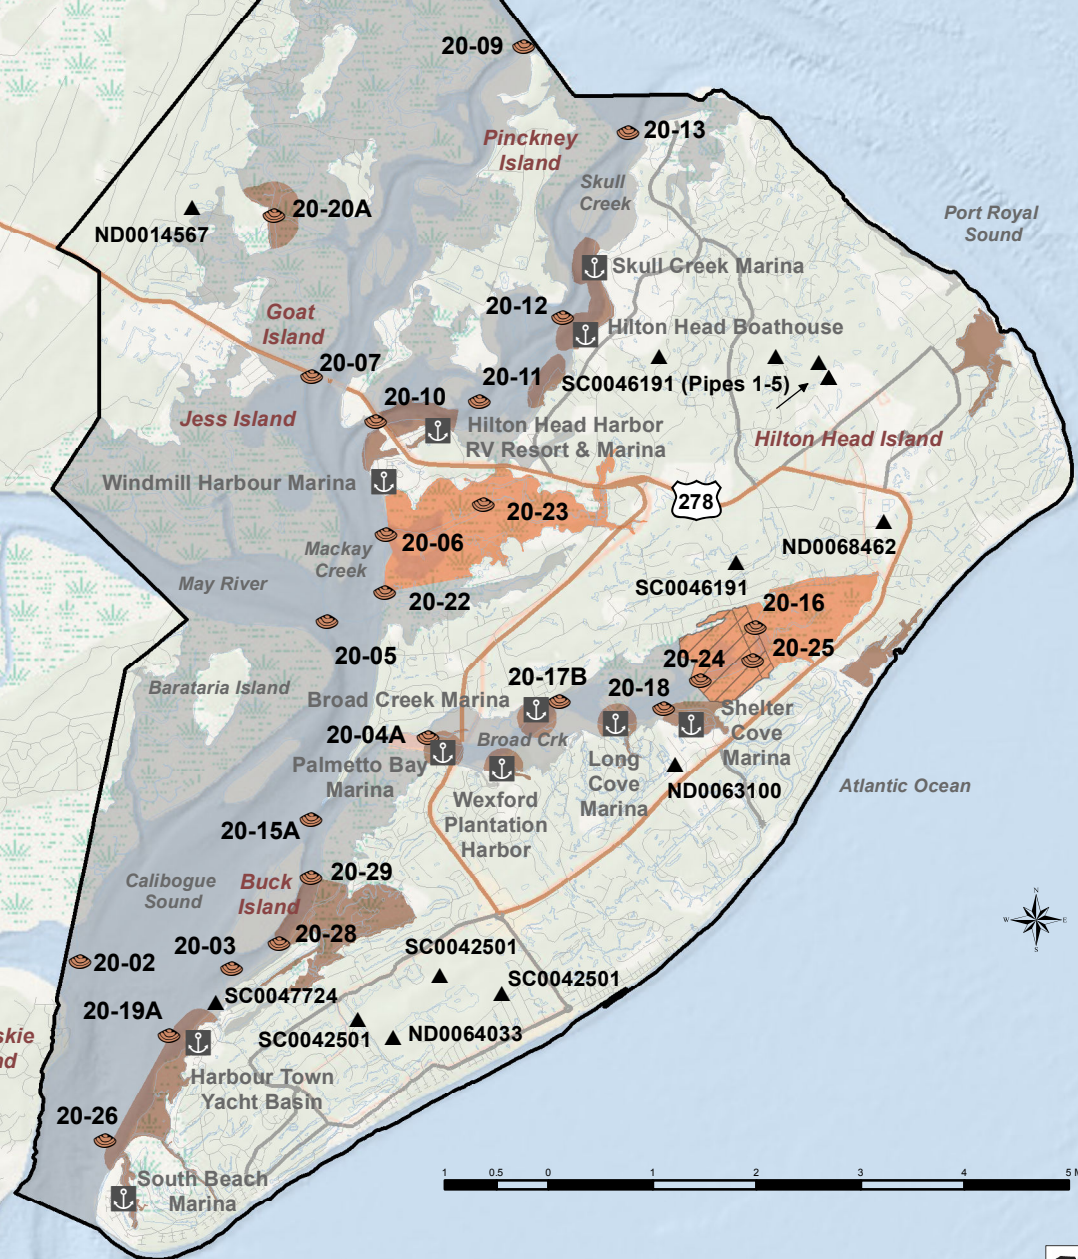 20-09
20-13
Pinckney
Island
Skull
Creek
20-20A
ND0014567
Port Royal
Sound
Skull Creek Marina
20-12
Goat
Island
Hilton Head Boathouse
20-07
20-11
SC0046191 (Pipes 1-5)
20-10
Jess Island
Hilton Head Harbor
RV Resort & Marina
Hilton Head Island
Windmill Harbour Marina
278
20-23
20-06
ND0068462
Mackay
Creek
May River
SC0046191
20-22
20-16
20-05
20-25
20-24
20-17B
20-18
Barataria Island
Broad Creek Marina
Shelter
Cove
Marina
20-04A
Broad Crk
Palmetto Bay
Marina
Long
Cove
Marina
ND0063100
Atlantic Ocean
Wexford
Plantation
Harbor
20-15A
20-29
Calibogue
Sound
Buck
Island
N
W
E
S
20-28
20-03
SC0042501
20-02
SC0042501
SC0047724
20-19A
SC0042501
ND0064033
skie
nd
Harbour Town
Yacht Basin
20-26
South Beach
Marina
1 0.5 0 1 2 3 4 5